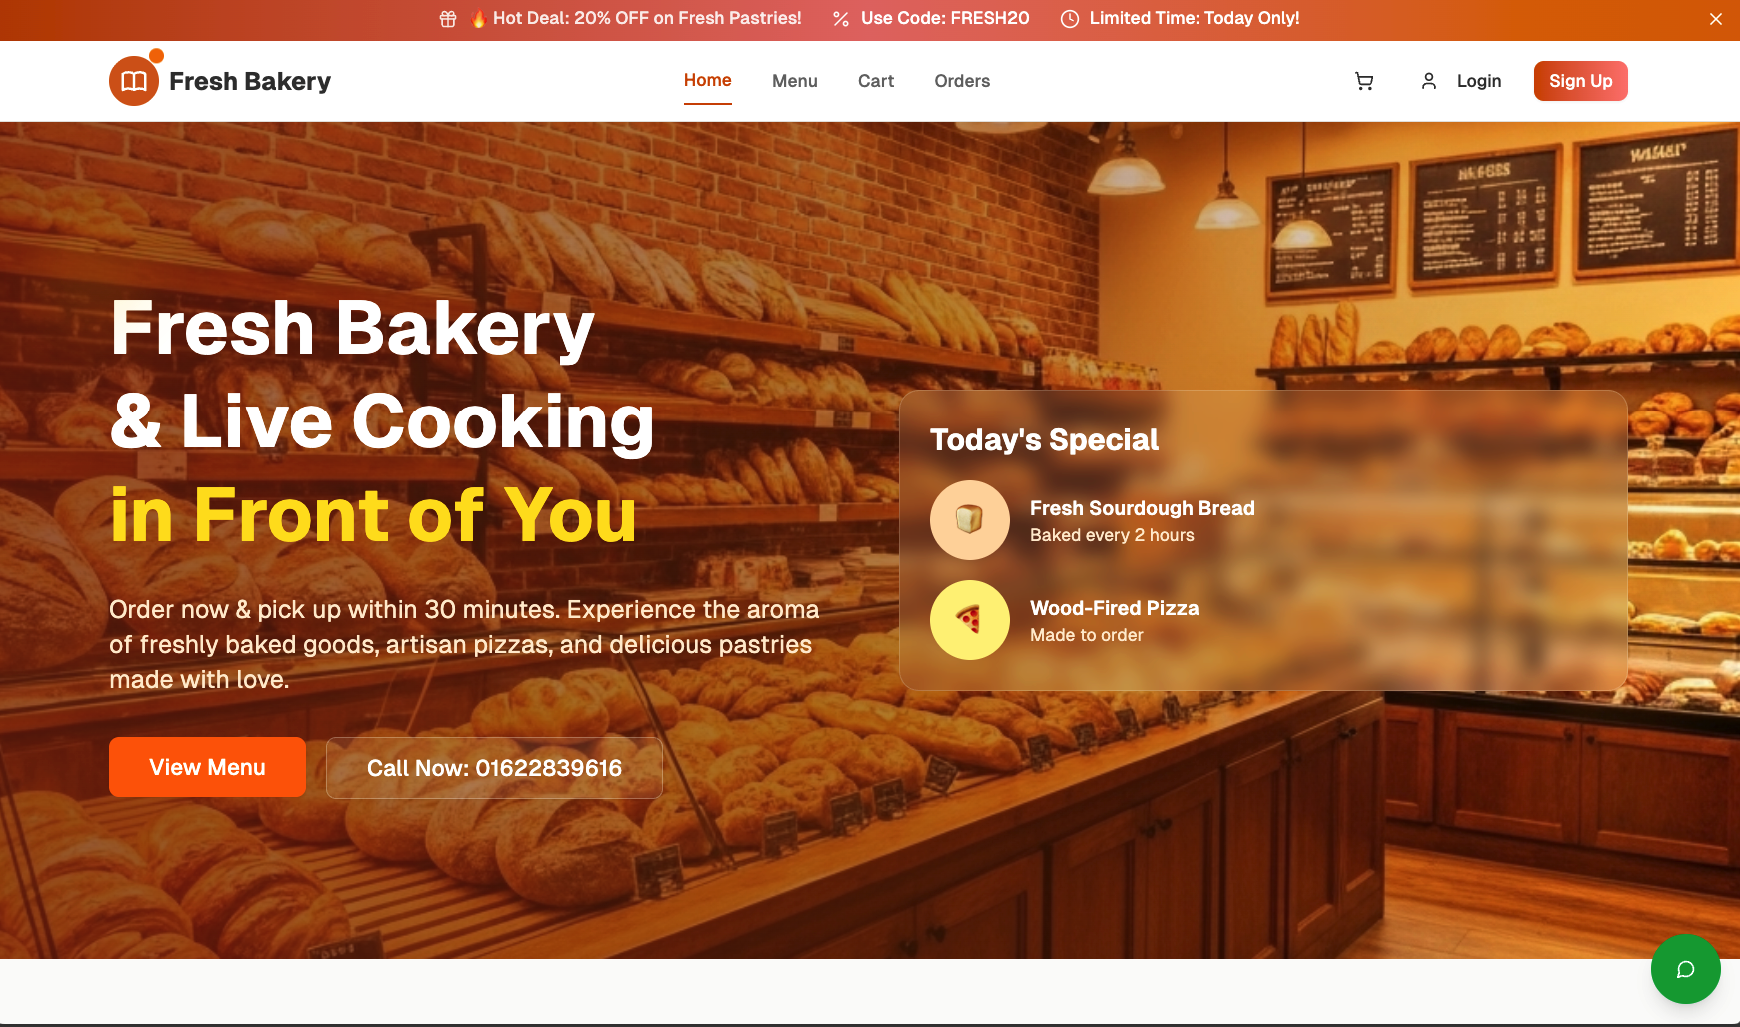 🔥 Hot Deal: 20% OFF on Fresh Pastries! Use Code: FRESH20 Limited Time: Today Only!
Fresh Bakery Home Menu Cart Orders Login Sign Up
Fresh Bakery
& Live Cooking
in Front of You
Order now & pick up within 30 minutes. Experience the aroma
of freshly baked goods, artisan pizzas, and delicious pastries
made with love.
View Menu Call Now: 01622839616
Today's Special
Fresh Sourdough Bread
Baked every 2 hours
Wood-Fired Pizza
Made to order